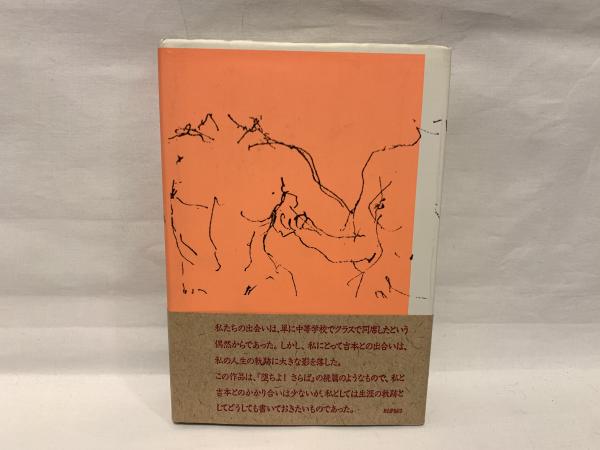 私たちの出会いは、単に中等学校でクラスで同席したという
偶然からであった。しかし、私にとって吉本との出合いは、
私の人生の軌跡に大きな影を落した。
この作品は、『堕ちよ！さらば』の続篇のようなもので、私と
吉本とのかかり合いは少ないが、私としては生涯の軌跡と
してどうしても書いておきたいものであった。